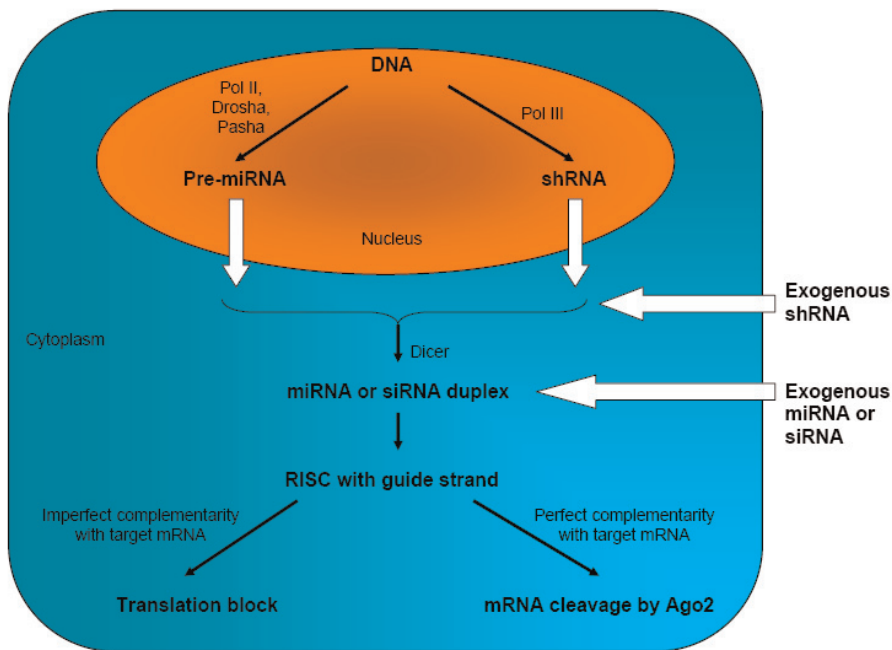 DNA
Pol II,
Drosha,
Pasha
Pol III
Pre-miRNA
shRNA
Nucleus
Exogenous
shRNA
Cytoplasm
Dicer
miRNA or siRNA duplex
Exogenous
miRNA or
siRNA
RISC with guide strand
Imperfect complementarity
with target mRNA
Perfect complementarity
with target mRNA
Translation block
mRNA cleavage by Ago2